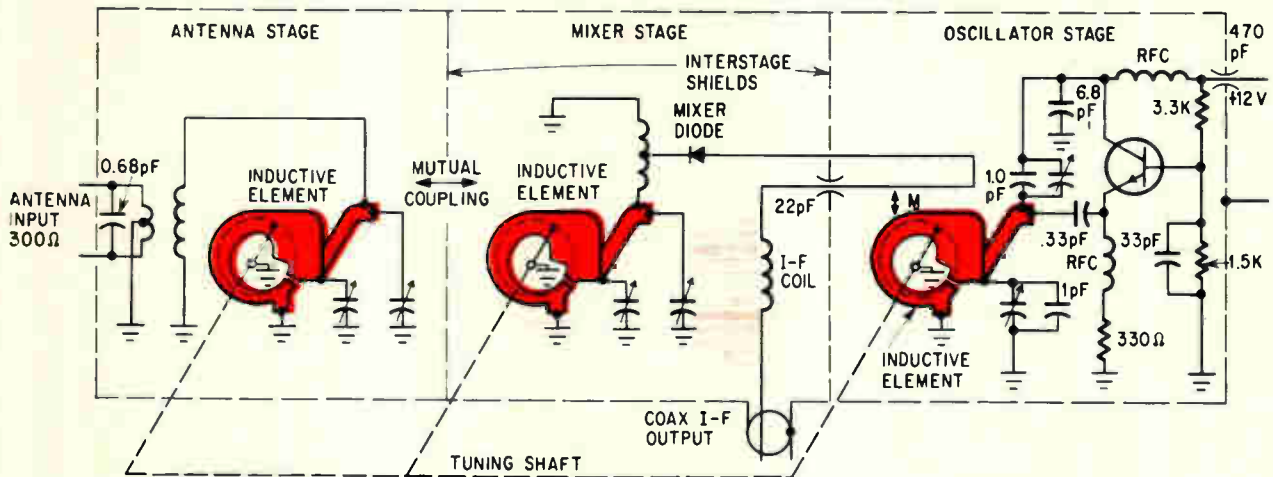 ANTENNA STAGE
MIXER STAGE
OSCILLATOR STAGE
470
pF
+12V
INTERSTAGE
SHIELDS
RFC
6.8
pF
3.3K
MIXER
DIODE
0.68pF
ANTENNA
INPUT
300Ω
INDUCTIVE
ELEMENT
MUTUAL
COUPLING
INDUCTIVE
ELEMENT
22pF
M
1.0
pF
.33pF
33pF
RFC
1.5K
I-F
COIL
1pF
330Ω
INDUCTIVE
ELEMENT
COAX I-F
OUTPUT
TUNING SHAFT